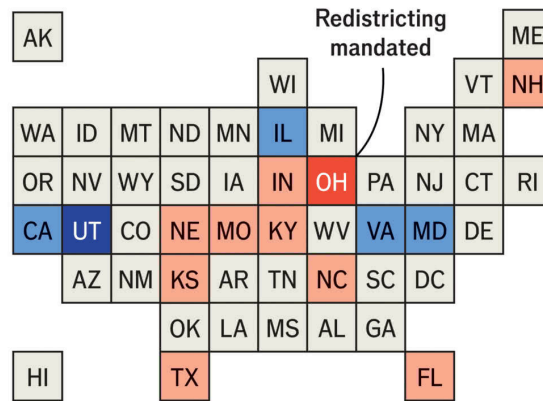 Redistricting
mandated
AK ME
WI VT NH
WA ID MT ND MN IL MI NY MA
OR NV WY SD IA IN OH PA NJ CT RI
CA UT CO NE MO KY WV VA MD DE
AZ NM KS AR TN NC SC DC
OK LA MS AL GA
HI TX FL